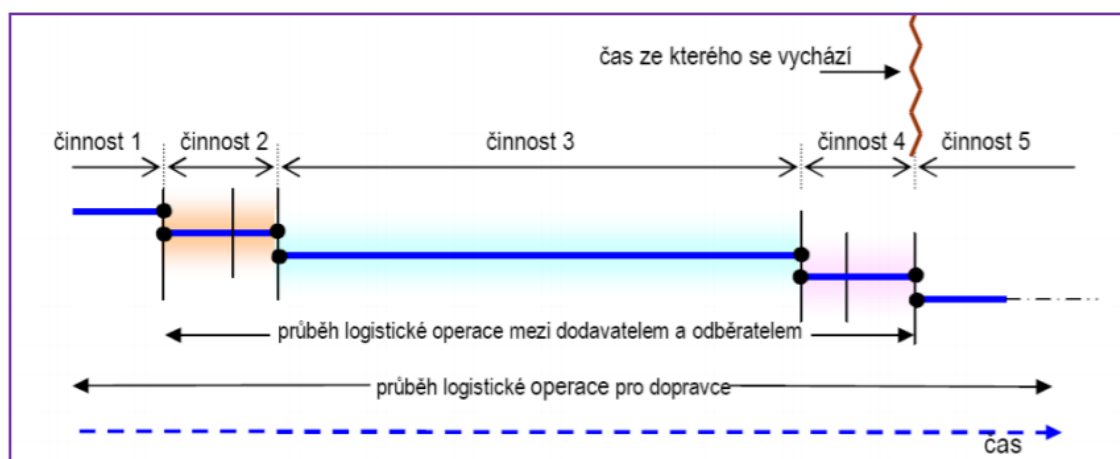 čas ze kterého se vychází
činnost 1
činnost 2
činnost 3
činnost 4
činnost 5
průběh logistické operace mezi dodavatelem a odběratelem
průběh logistické operace pro dopravce
čas